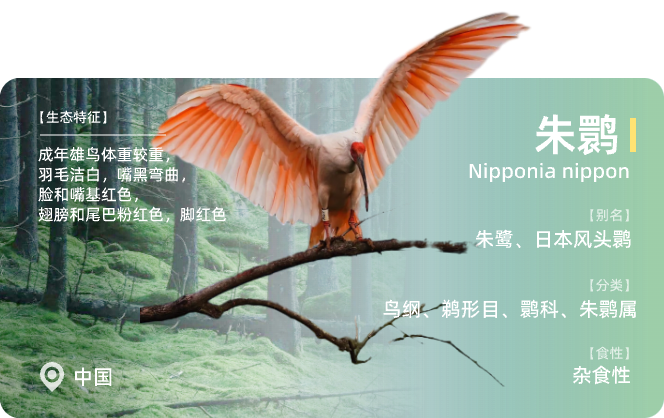 【生态特征】
成年雄鸟体重较重，
羽毛洁白，嘴黑弯曲，
脸和嘴基红色，
翅膀和尾巴粉红色，脚红色
中国
朱鹮
Nipponia nippon
【别名】
朱鹭、日本风头鹮
【分类】
鸟纲、鹈形目、鹮科、朱鹮属
【食性】
杂食性